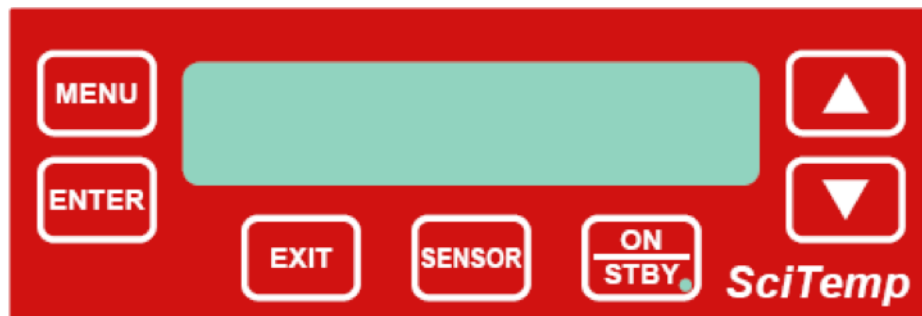 MENU
ENTER
EXIT
SENSOR
ON
STBY
SciTemp